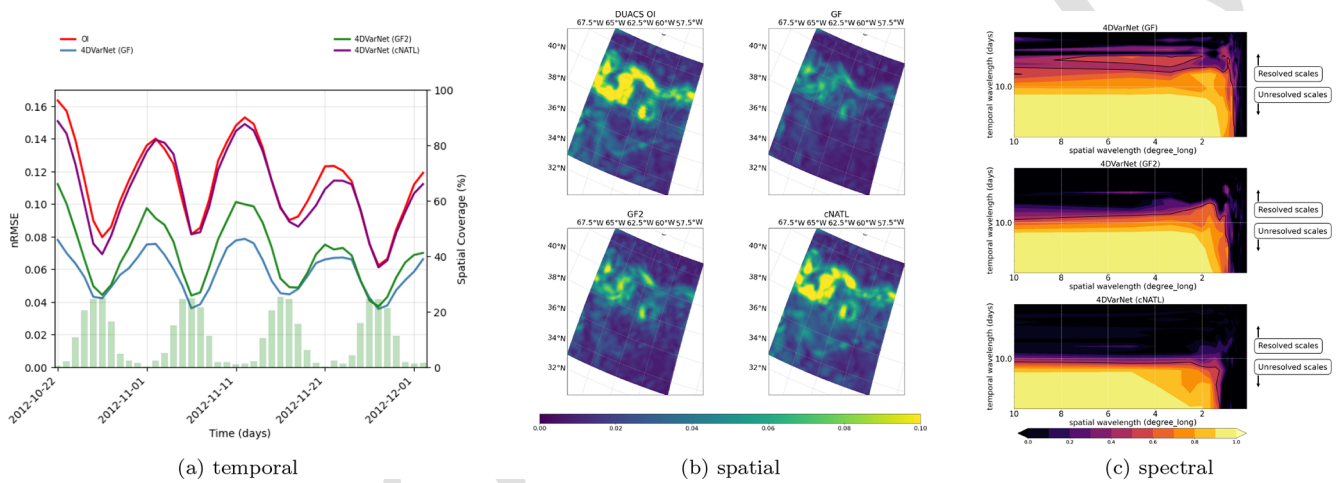 OI
4DVarNet (GF)
4DVarNet (GF2)
4DVarNet (cNATL)
nRMSE
0.16
0.14
0.12
0.10
0.08
0.06
0.04
0.02
0.00
100
80
60
40
20
0
Spatial Coverage (%)
2012-10-22
2012-11-01
2012-11-11
2012-11-21
2012-12-01
Time (days)
(a) temporal
DUACS OI
67.5°W 65°W 62.5°W 60°W 57.5°W
40°N
38°N
36°N
34°N
32°N
GF
67.5°W 65°W 62.5°W 60°W 57.5°W
40°N
38°N
36°N
34°N
32°N
GF2
67.5°W 65°W 62.5°W 60°W 57.5°W
40°N
38°N
36°N
34°N
32°N
cNATL
67.5°W 65°W 62.5°W 60°W 57.5°W
40°N
38°N
36°N
34°N
32°N
0.00 0.02 0.04 0.06 0.08 0.10
(b) spatial
4DVarNet (GF)
temporal wavelength (days)
10.0
10 8 6 4 2
spatial wavelength (degree_long)
Resolved scales
Unresolved scales
4DVarNet (GF2)
temporal wavelength (days)
10.0
10 8 6 4 2
spatial wavelength (degree_long)
Resolved scales
Unresolved scales
4DVarNet (cNATL)
temporal wavelength (days)
10.0
10 8 6 4 2
spatial wavelength (degree_long)
Resolved scales
Unresolved scales
0.0 0.2 0.4 0.6 0.8 1.0
(c) spectral